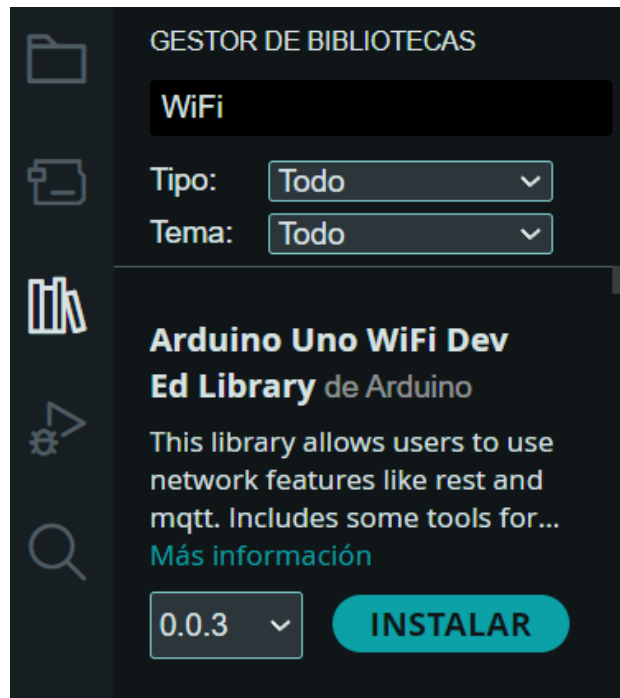 GESTOR DE BIBLIOTECAS
WiFi
Tipo: Todo
Tema: Todo
Arduino Uno WiFi Dev
Ed Library de Arduino
This library allows users to use
network features like rest and
mqtt. Includes some tools for...
Más información
0.0.3 INSTALAR